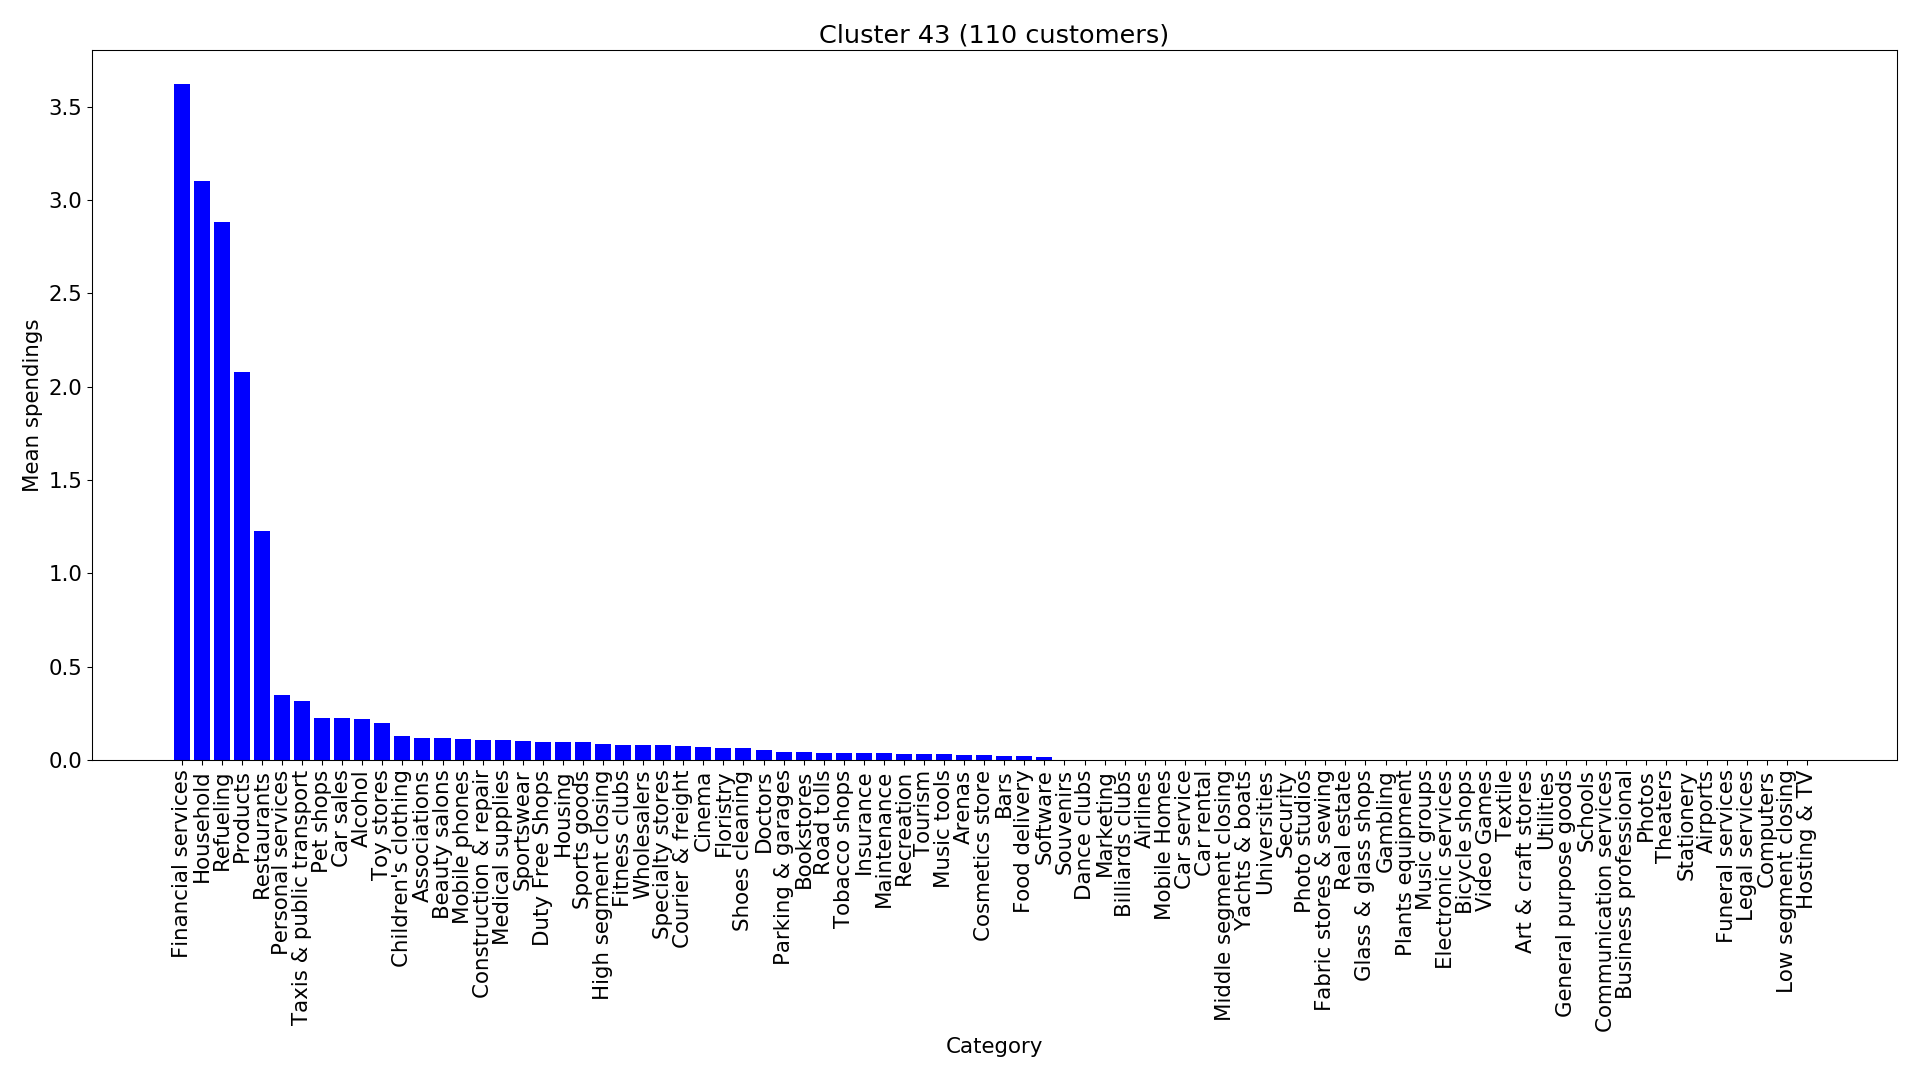 Cluster 43 (110 customers)
Mean spendings
3.5
3.0
2.5
2.0
1.5
1.0
0.5
0.0
Financial services
Household
Refueling
Products
Restaurants
Personal services
Taxis & public transport
Pet shops
Car sales
Alcohol
Toy stores
Children's clothing
Associations
Beauty salons
Mobile phones
Construction & repair
Medical supplies
Sportswear
Duty Free Shops
Housing
Sports goods
High segment closing
Fitness clubs
Wholesalers
Specialty stores
Courier & freight
Cinema
Floristry
Shoes cleaning
Doctors
Parking & garages
Bookstores
Road tolls
Tobacco shops
Insurance
Maintenance
Recreation
Tourism
Music tools
Arenas
Cosmetics store
Bars
Food delivery
Software
Souvenirs
Dance clubs
Marketing
Billiards clubs
Airlines
Mobile Homes
Car service
Car rental
Middle segment closing
Yachts & boats
Universities
Security
Photo studios
Fabric stores & sewing
Real estate
Glass & glass shops
Gambling
Plants equipment
Music groups
Electronic services
Bicycle shops
Video Games
Textile
Art & craft stores
Utilities
General purpose goods
Schools
Communication services
Business professional
Photos
Theaters
Stationery
Airports
Funeral services
Legal services
Computers
Low segment closing
Hosting & TV
Category